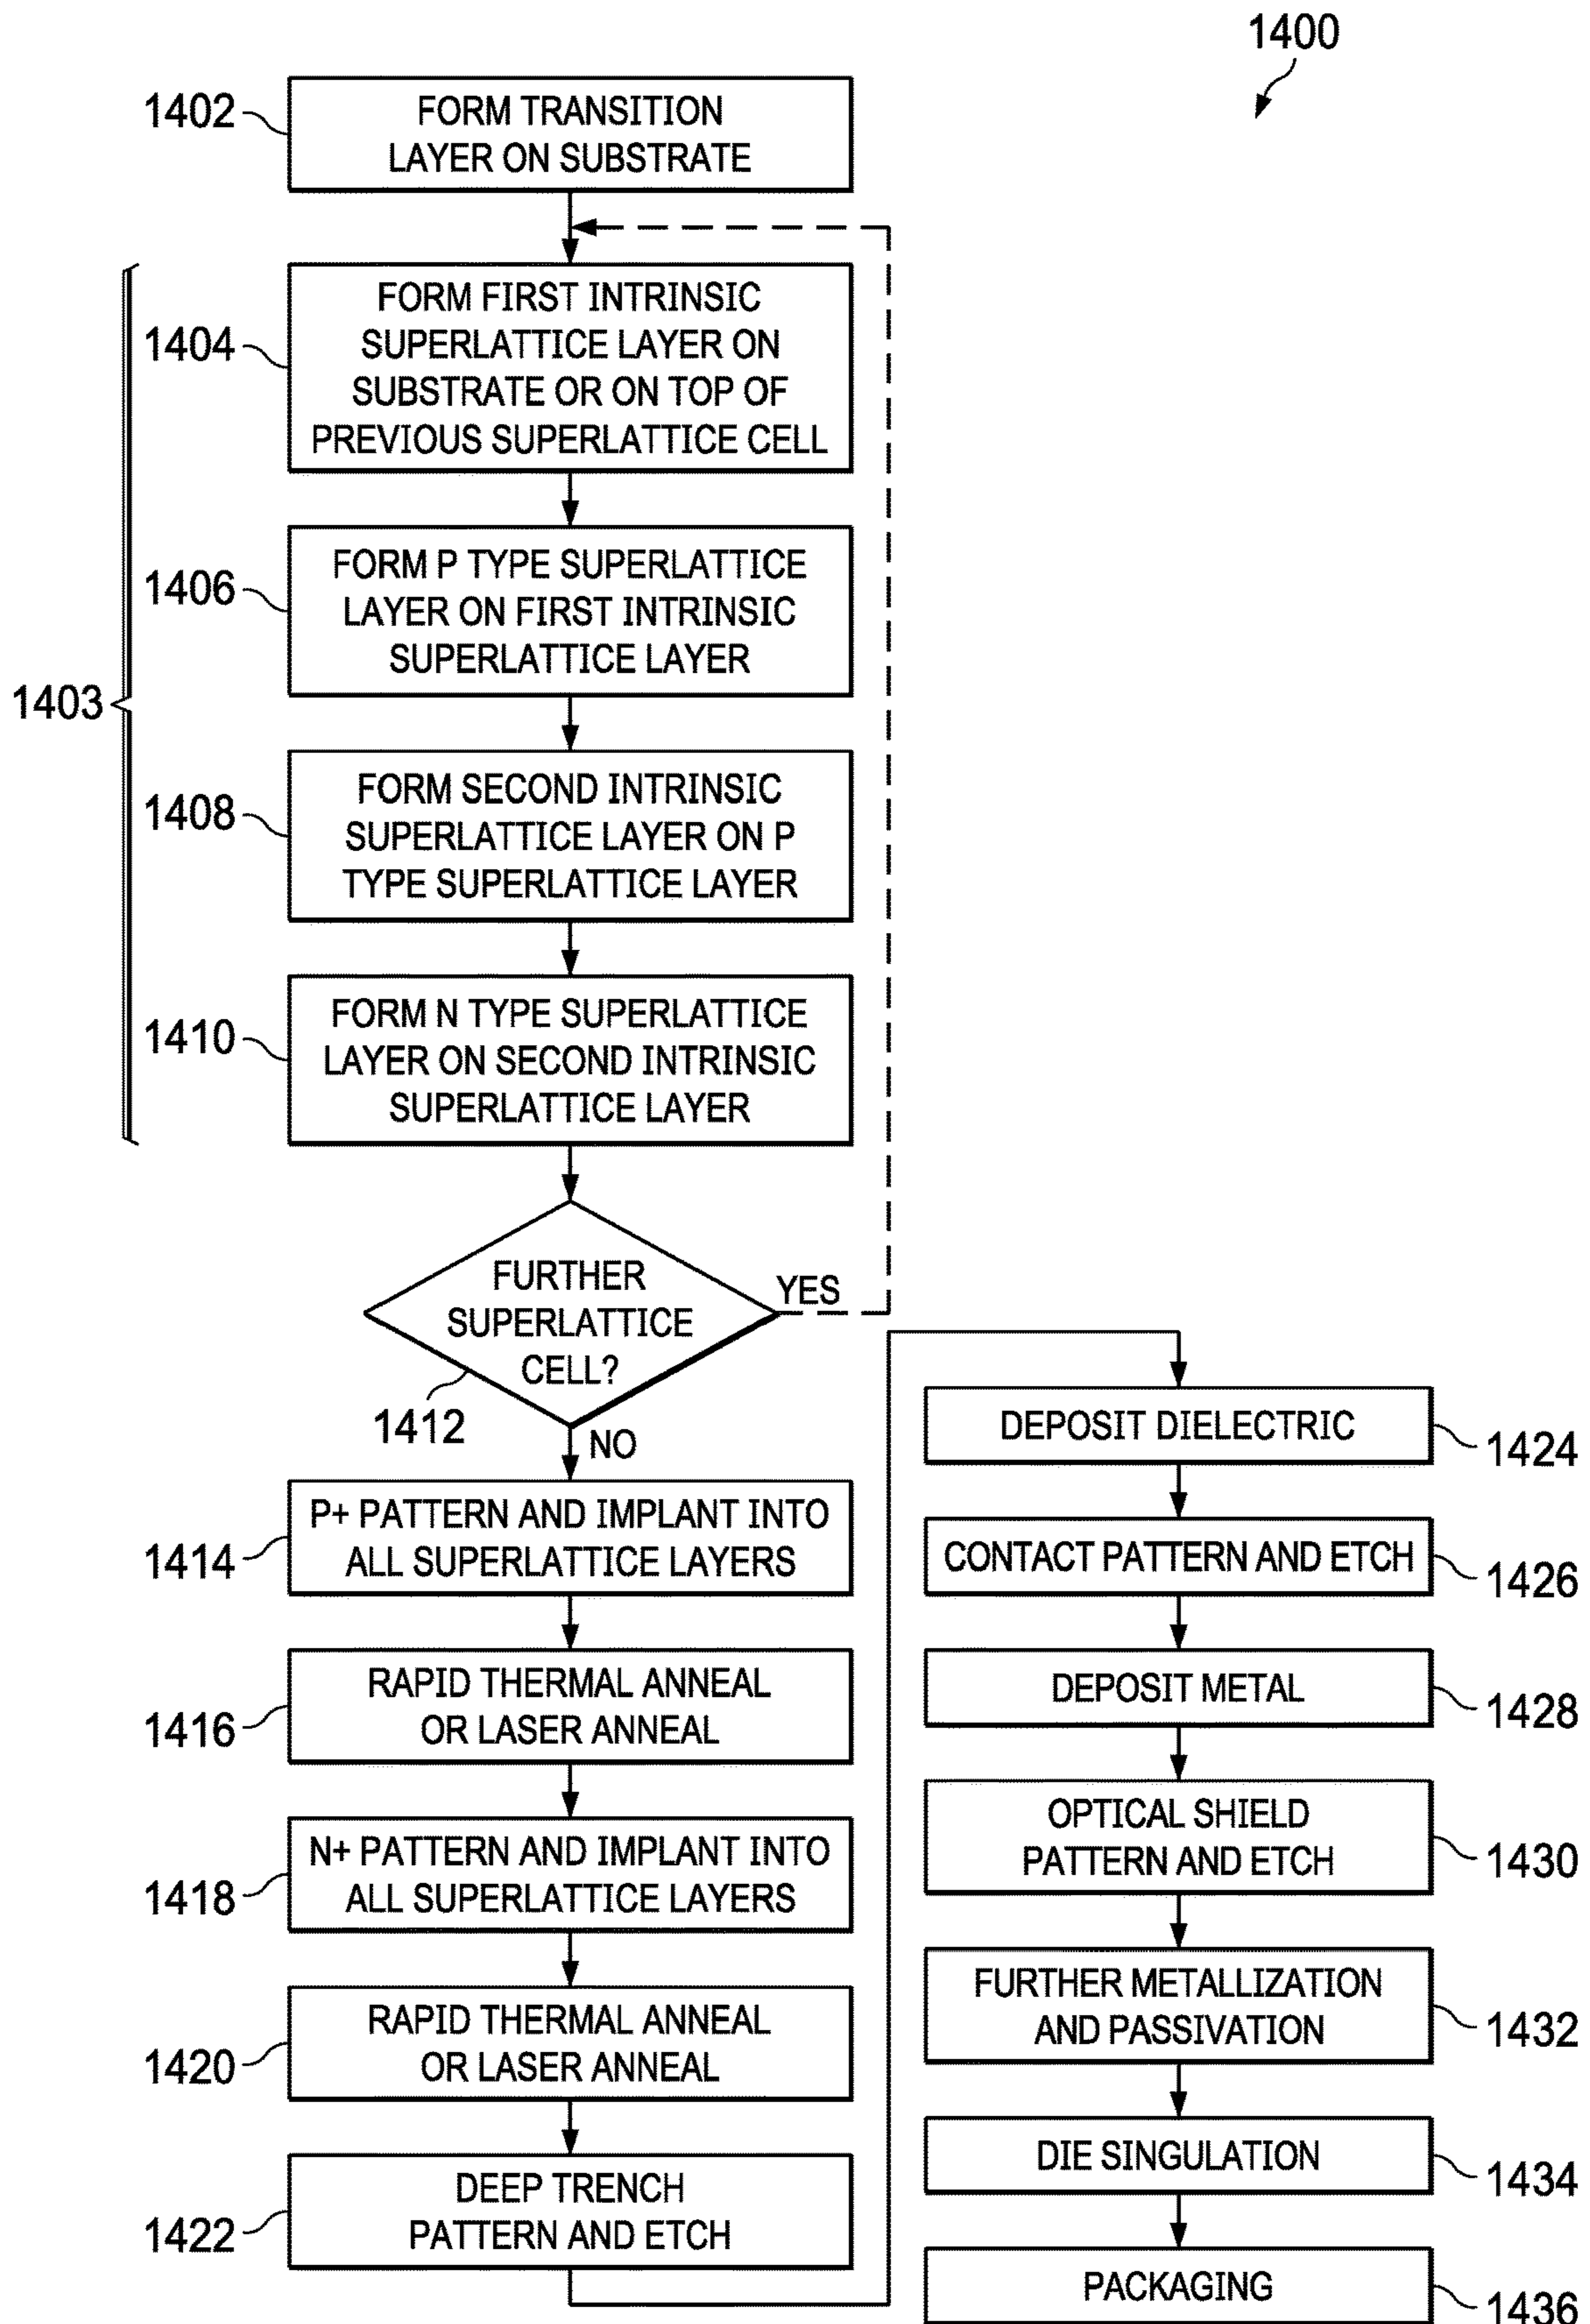 1400
1402
FORM TRANSITION
LAYER ON SUBSTRATE
1403
1404
FORM FIRST INTRINSIC
SUPERLATTICE LAYER ON
SUBSTRATE OR ON TOP OF
PREVIOUS SUPERLATTICE CELL
1406
FORM P TYPE SUPERLATTICE
LAYER ON FIRST INTRINSIC
SUPERLATTICE LAYER
1408
FORM SECOND INTRINSIC
SUPERLATTICE LAYER ON P
TYPE SUPERLATTICE LAYER
1410
FORM N TYPE SUPERLATTICE
LAYER ON SECOND INTRINSIC
SUPERLATTICE LAYER
FURTHER
SUPERLATTICE
CELL?
1412
YES
NO
1414
P+ PATTERN AND IMPLANT INTO
ALL SUPERLATTICE LAYERS
1416
RAPID THERMAL ANNEAL
OR LASER ANNEAL
1418
N+ PATTERN AND IMPLANT INTO
ALL SUPERLATTICE LAYERS
1420
RAPID THERMAL ANNEAL
OR LASER ANNEAL
1422
DEEP TRENCH
PATTERN AND ETCH
DEPOSIT DIELECTRIC
1424
CONTACT PATTERN AND ETCH
1426
DEPOSIT METAL
1428
OPTICAL SHIELD
PATTERN AND ETCH
1430
FURTHER METALLIZATION
AND PASSIVATION
1432
DIE SINGULATION
1434
PACKAGING
1436